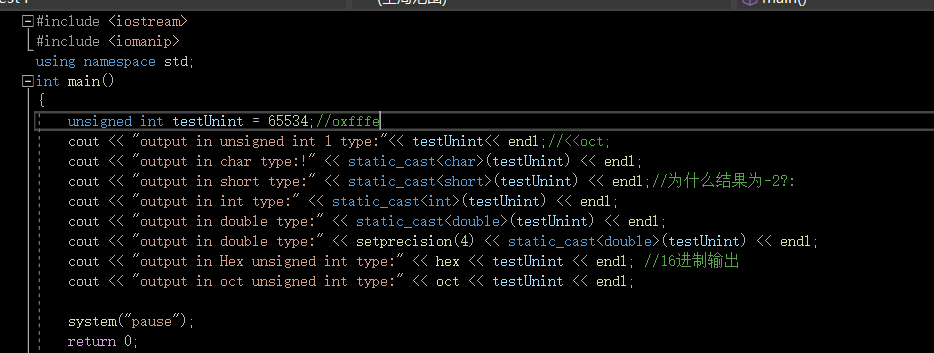 (全局范围)
main()
#include <iostream>
#include <iomanip>
using namespace std;
int main()
{
unsigned int testUnint = 65534;//oxfffe
cout << "output in unsigned int 1 type:"<< testUnint<< endl;//<<oct;
cout << "output in char type:!" << static_cast<char>(testUnint) << endl;
cout << "output in short type:" << static_cast<short>(testUnint) << endl;//为什么结果为-2?:
cout << "output in int type:" << static_cast<int>(testUnint) << endl;
cout << "output in double type:" << static_cast<double>(testUnint) << endl;
cout << "output in double type:" << setprecision(4) << static_cast<double>(testUnint) << endl;
cout << "output in Hex unsigned int type:" << hex << testUnint << endl; //16进制输出
cout << "output in oct unsigned int type:" << oct << testUnint << endl;
system("pause");
return 0;